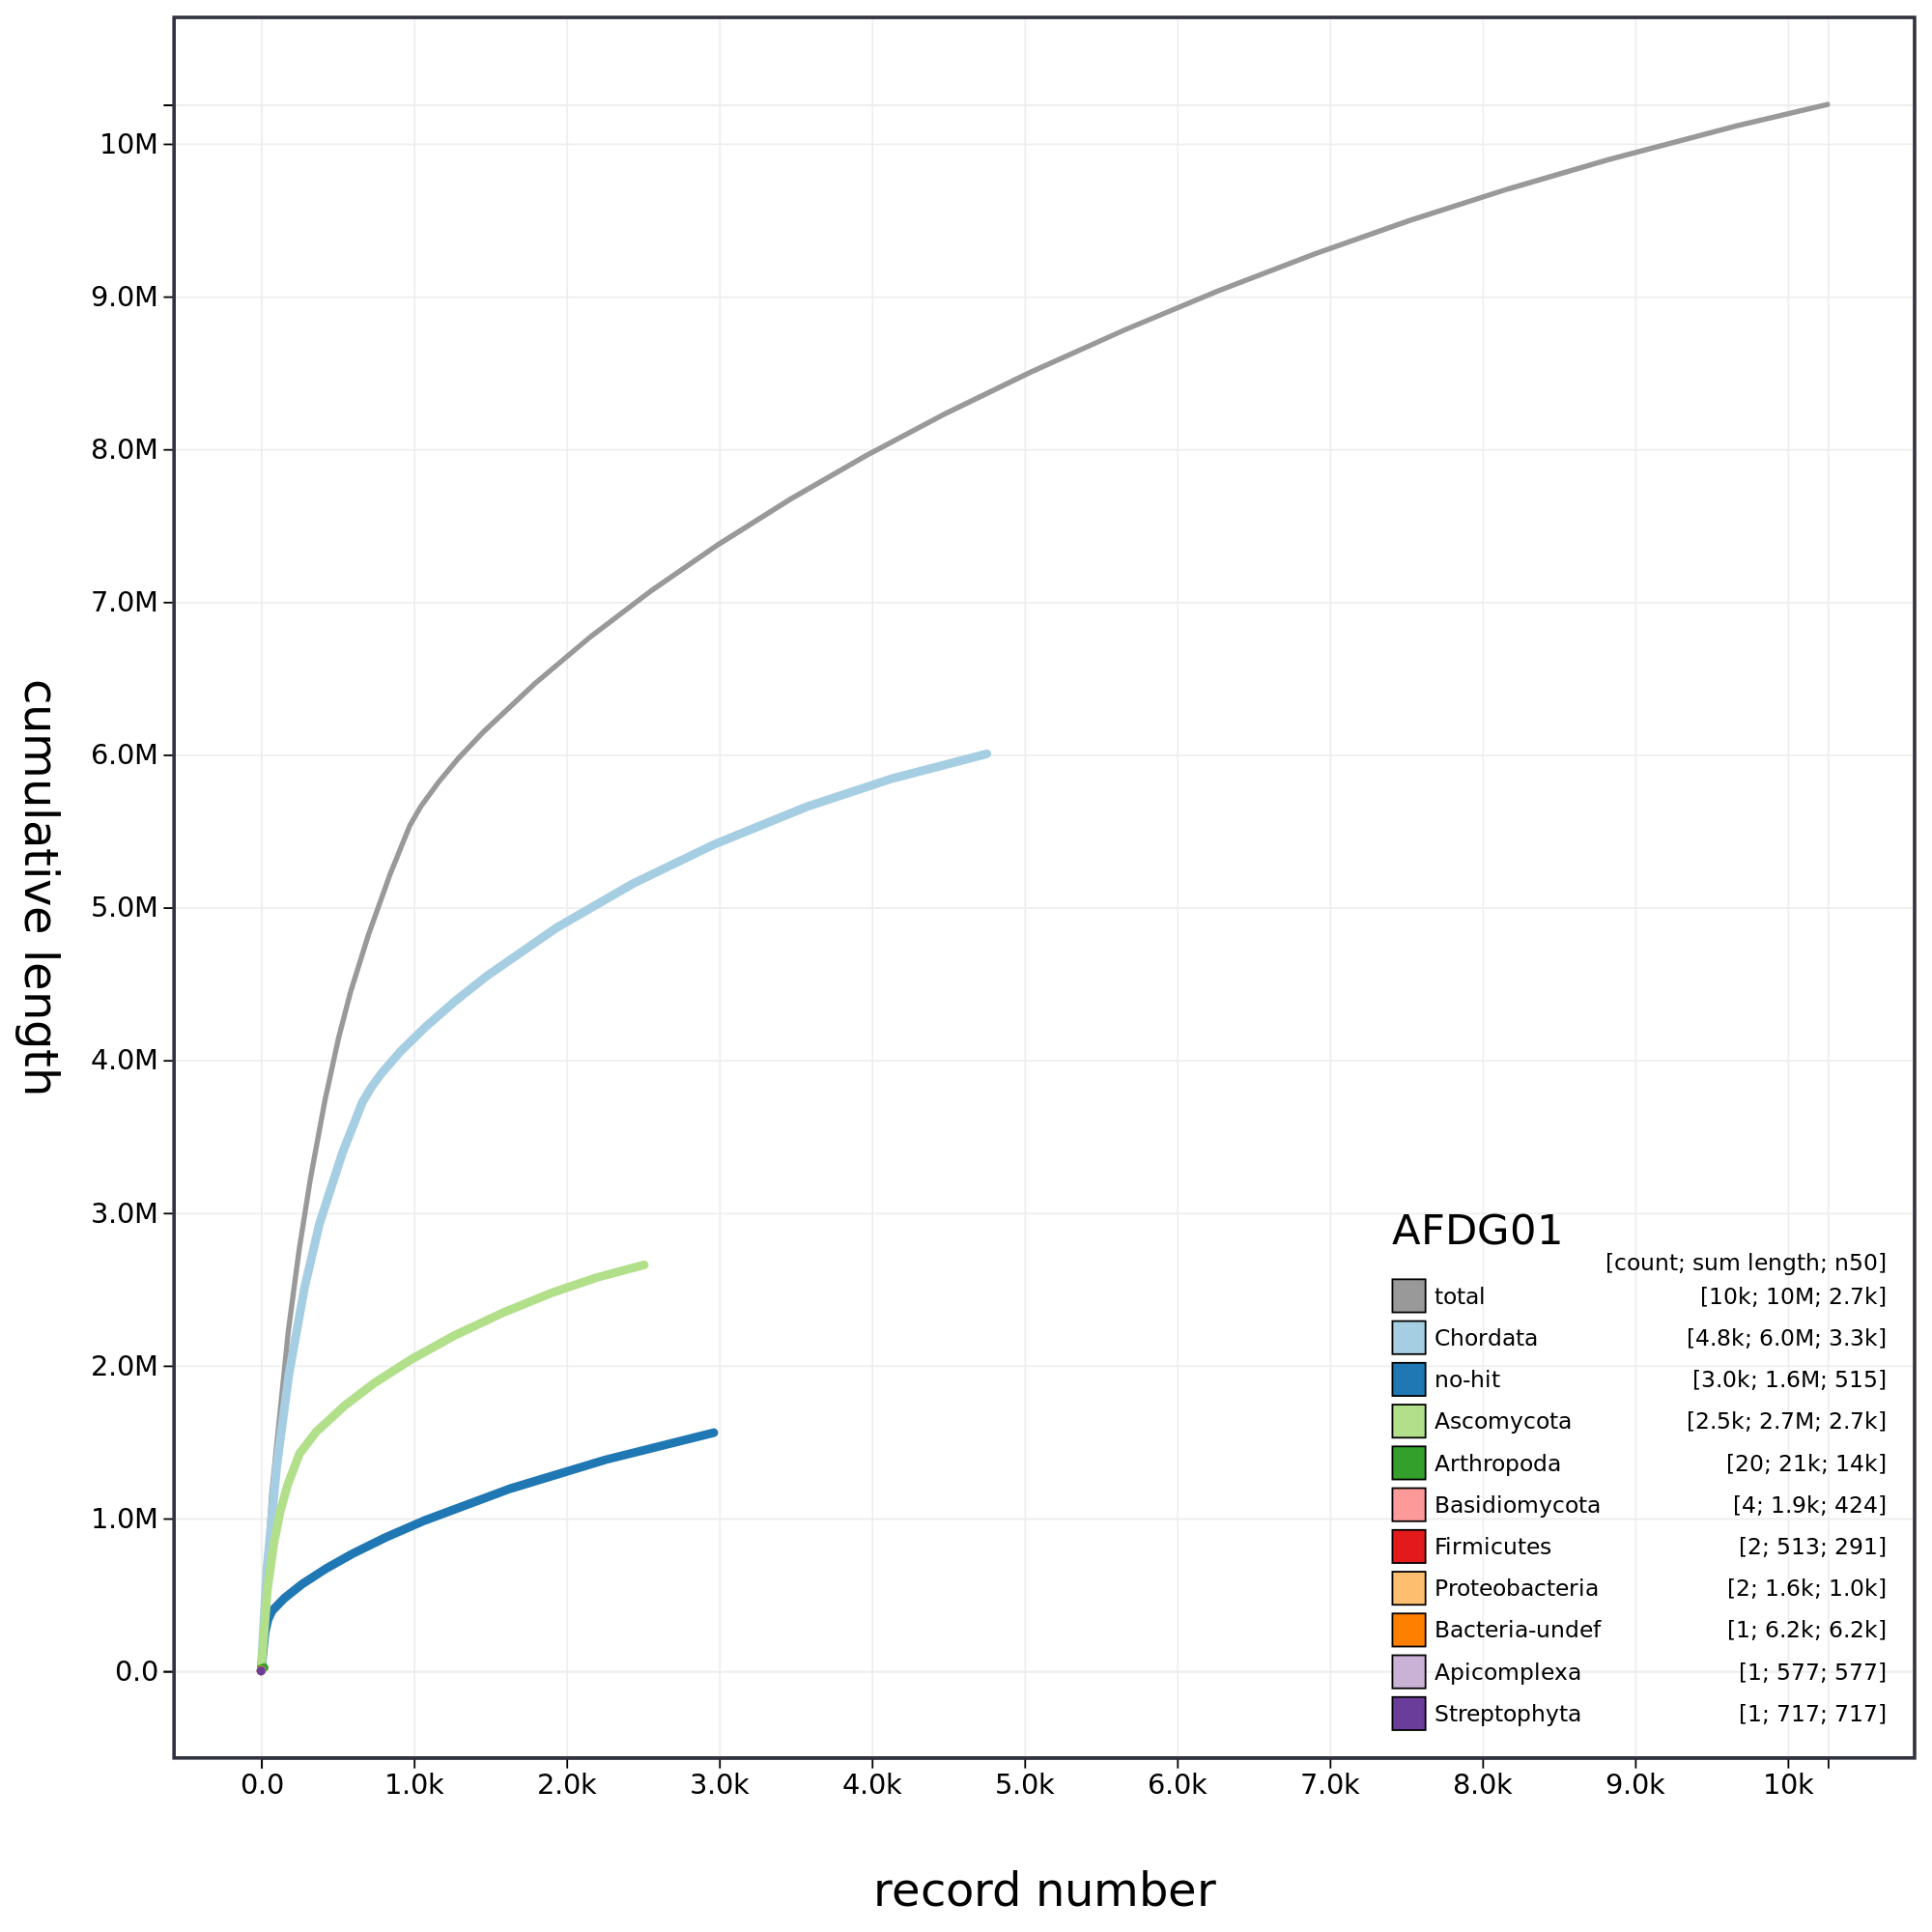 cumulative length
10M
9.0M
8.0M
7.0M
6.0M
5.0M
4.0M
3.0M
2.0M
1.0M
0.0
AFDG01
[count; sum length; n50]
total [10k; 10M; 2.7k]
Chordata [4.8k; 6.0M; 3.3k]
no-hit [3.0k; 1.6M; 515]
Ascomycota [2.5k; 2.7M; 2.7k]
Arthropoda [20; 21k; 14k]
Basidiomycota [4; 1.9k; 424]
Firmicutes [2; 513; 291]
Proteobacteria [2; 1.6k; 1.0k]
Bacteria-undef [1; 6.2k; 6.2k]
Apicomplexa [1; 577; 577]
Streptophyta [1; 717; 717]
0.0 1.0k 2.0k 3.0k 4.0k 5.0k 6.0k 7.0k 8.0k 9.0k 10k
record number